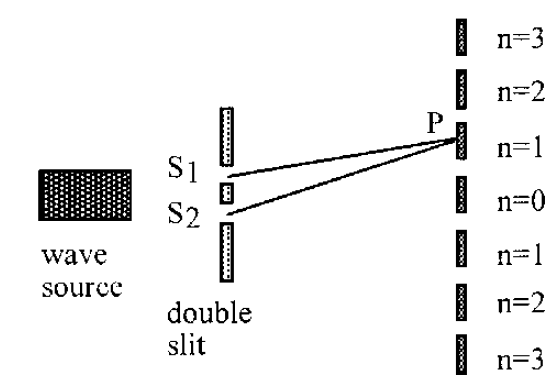 n=3
n=2
P
n=1
S1
n=0
S2
wave
source
n=1
double
slit
n=2
n=3